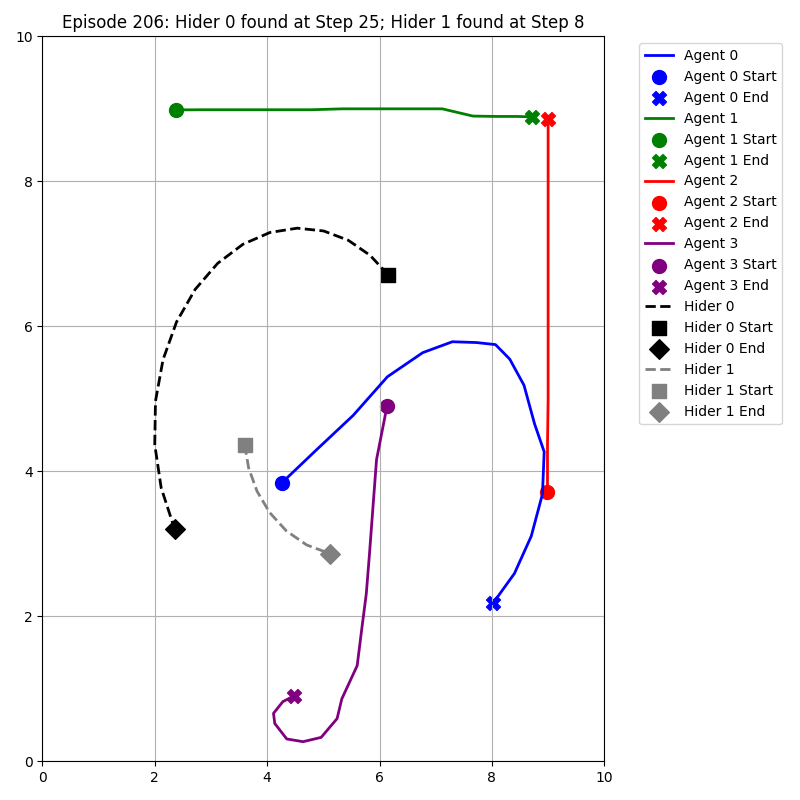 Episode 206: Hider 0 found at Step 25; Hider 1 found at Step 8
10
8
6
4
2
0
0
2
4
6
8
10
Agent 0
Agent 0 Start
Agent 0 End
Agent 1
Agent 1 Start
Agent 1 End
Agent 2
Agent 2 Start
Agent 2 End
Agent 3
Agent 3 Start
Agent 3 End
Hider 0
Hider 0 Start
Hider 0 End
Hider 1
Hider 1 Start
Hider 1 End